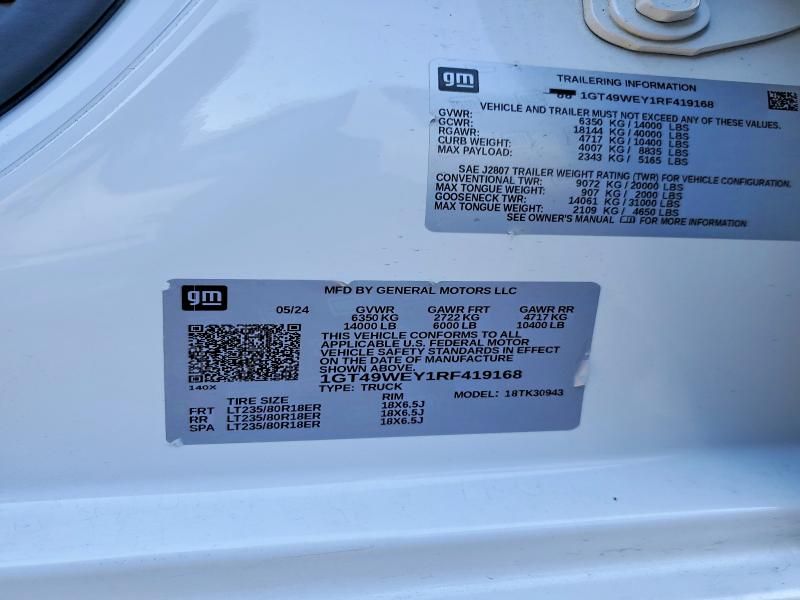 gm
TRAILERING INFORMATION
1GT49WEY1RF419168
VEHICLE AND TRAILER MUST NOT EXCEED ANY OF THESE VALUES.
GVWR: 6350 KG / 14000 LBS
GCWR: 18144 KG / 40000 LBS
RGAWR: 4717 KG / 10400 LBS
CURB WEIGHT: 4007 KG / 8835 LBS
MAX PAYLOAD: 2343 KG / 5165 LBS
SAE J2807 TRAILER WEIGHT RATING (TWR) FOR VEHICLE CONFIGURATION.
CONVENTIONAL TWR: 9072 KG / 20000 LBS
MAX TONGUE WEIGHT: 907 KG / 2000 LBS
GOOSENECK TWR: 14061 KG / 31000 LBS
MAX TONGUE WEIGHT: 2109 KG / 4650 LBS
SEE OWNER'S MANUAL FOR MORE INFORMATION
gm
MFD BY GENERAL MOTORS LLC
05/24 GVWR GAWR FRT GAWR RR
6350 KG 2722 KG 4717 KG
14000 LB 6000 LB 10400 LB
THIS VEHICLE CONFORMS TO ALL
APPLICABLE U.S. FEDERAL MOTOR
VEHICLE SAFETY STANDARDS IN EFFECT
ON THE DATE OF MANUFACTURE
SHOWN ABOVE.
1GT49WEY1RF419168
140X
TYPE: TRUCK MODEL: 18TK30943
TIRE SIZE RIM
FRT LT235/80R18ER 18X6.5J
RR LT235/80R18ER 18X6.5J
SPA LT235/80R18ER 18X6.5J